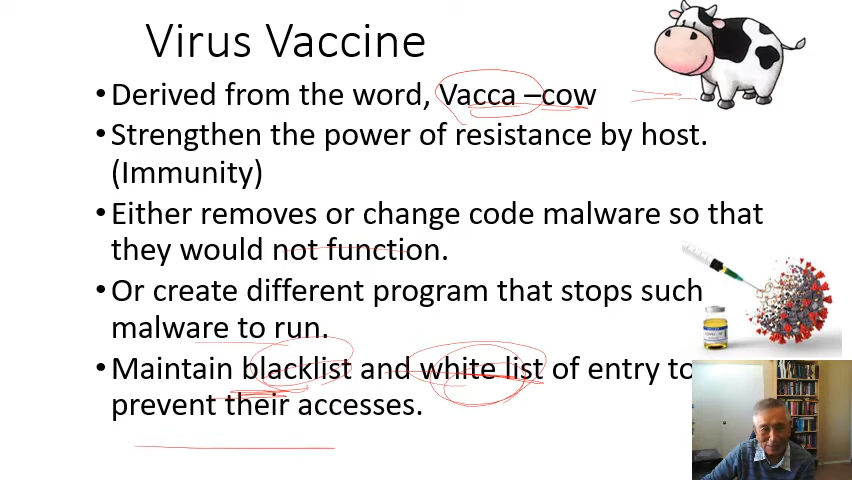 Virus Vaccine
•Derived from the word, Vacca –cow
•Strengthen the power of resistance by host.
(Immunity)
•Either removes or change code malware so that
they would not function.
•Or create different program that stops such
malware to run.
•Maintain blacklist and white list of entry to
prevent their accesses.